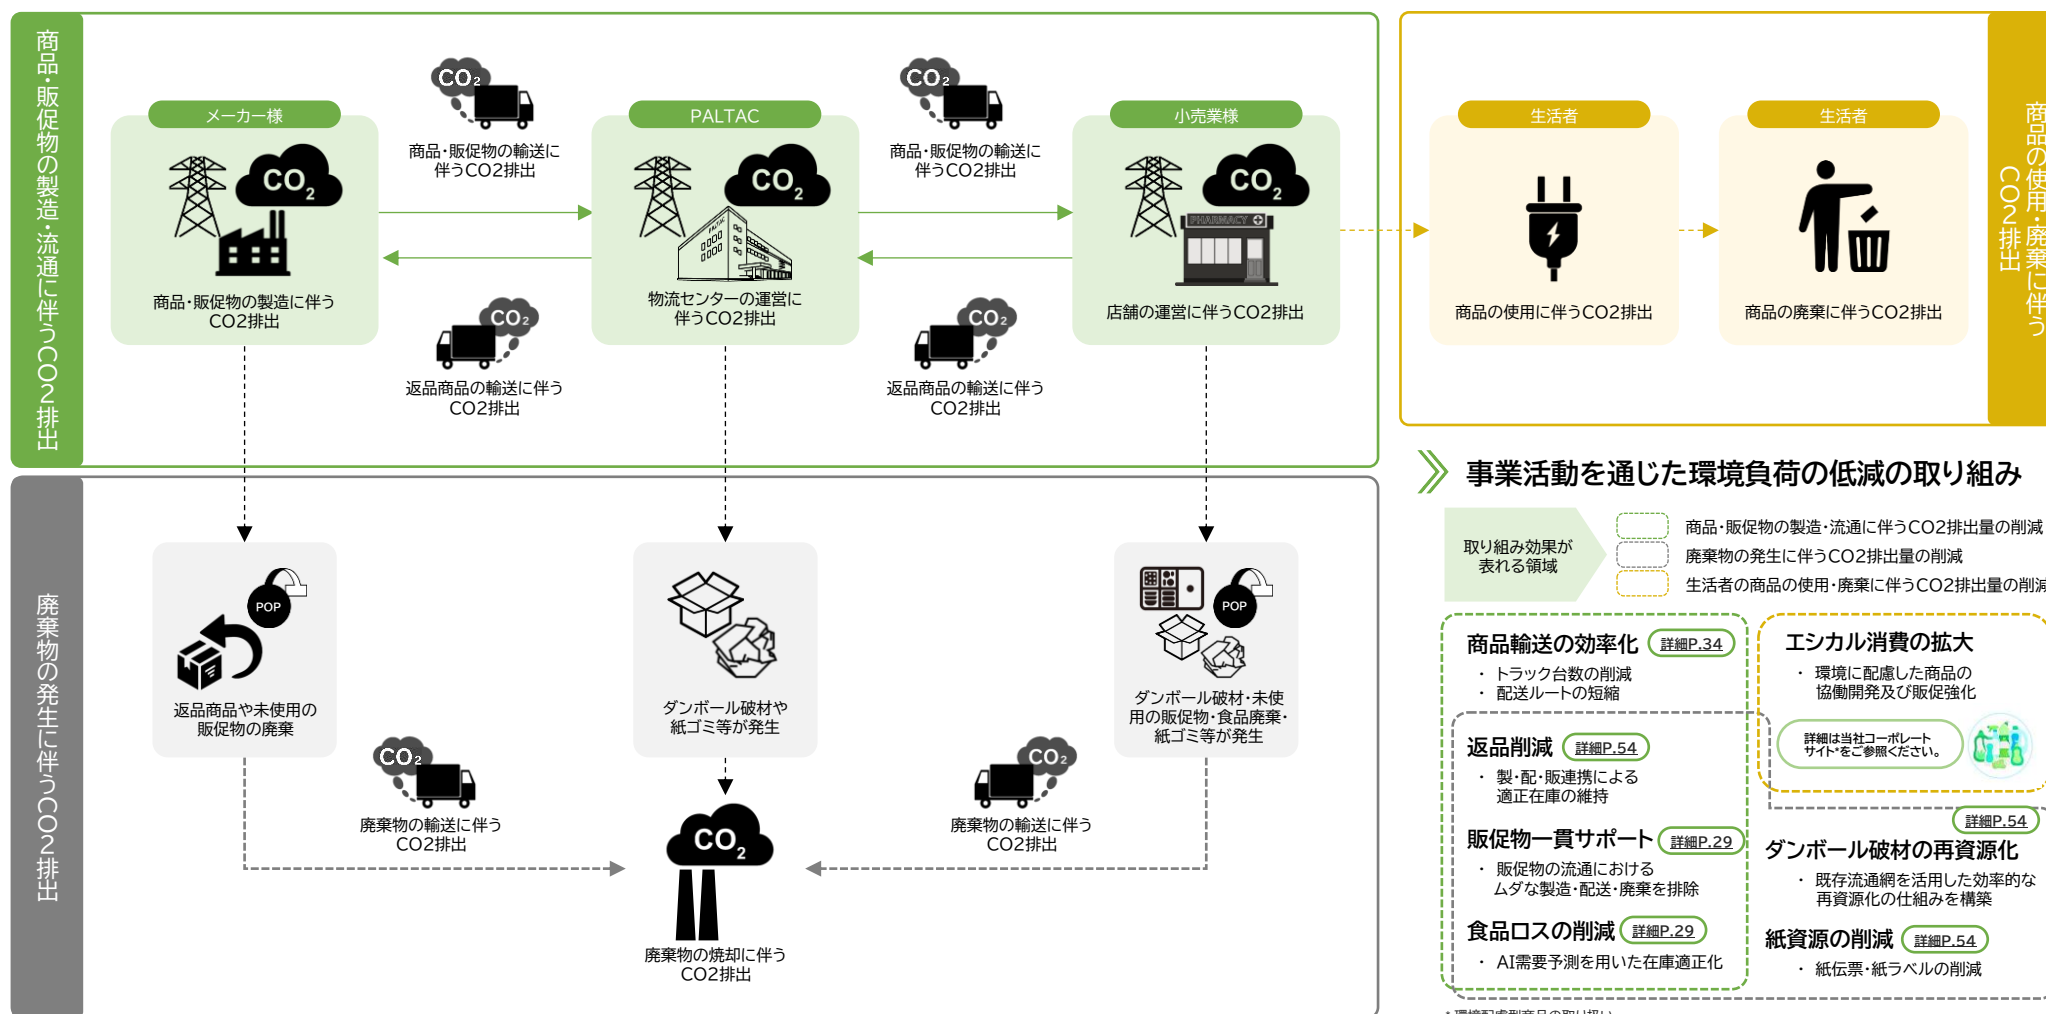 商品・販促物の製造・流通に伴うCO2排出
メーカー様
CO2
商品・販促物の製造に伴う
CO2排出
CO2
商品・販促物の輸送に
伴うCO2排出
CO2
返品商品の輸送に伴う
CO2排出
PALTAC
CO2
PALTAC
物流センターの運営に
伴うCO2排出
CO2
商品・販促物の輸送に
伴うCO2排出
CO2
返品商品の輸送に伴う
CO2排出
小売業様
CO2
PHARMACY
店舗の運営に伴うCO2排出
生活者
商品の使用に伴うCO2排出
生活者
商品の廃棄に伴うCO2排出
商品の使用・廃棄に伴う
CO2排出
廃棄物の発生に伴うCO2排出
POP
返品商品や未使用の
販促物の廃棄
ダンボール破材や
紙ゴミ等が発生
POP
ダンボール破材・未使
用の販促物・食品廃棄・
紙ゴミ等が発生
CO2
廃棄物の輸送に伴う
CO2排出
CO2
廃棄物の輸送に伴う
CO2排出
CO2
廃棄物の焼却に伴う
CO2排出
事業活動を通じた環境負荷の低減の取り組み
取り組み効果が
表れる領域
商品・販促物の製造・流通に伴うCO2排出量の削減
廃棄物の発生に伴うCO2排出量の削減
生活者の商品の使用・廃棄に伴うCO2排出量の削減
商品輸送の効率化 詳細P.34
・ トラック台数の削減
・ 配送ルートの短縮
返品削減 詳細P.54
・ 製・配・販連携による
適正在庫の維持
販促物一貫サポート 詳細P.29
・ 販促物の流通における
ムダな製造・配送・廃棄を排除
食品ロスの削減 詳細P.29
・ AI需要予測を用いた在庫適正化
エシカル消費の拡大
・ 環境に配慮した商品の
協働開発及び販促強化
詳細は当社コーポレート
サイト*をご参照ください。
詳細P.54
ダンボール破材の再資源化
・ 既存流通網を活用した効率的な
再資源化の仕組みを構築
紙資源の削減 詳細P.54
・ 紙伝票・紙ラベルの削減